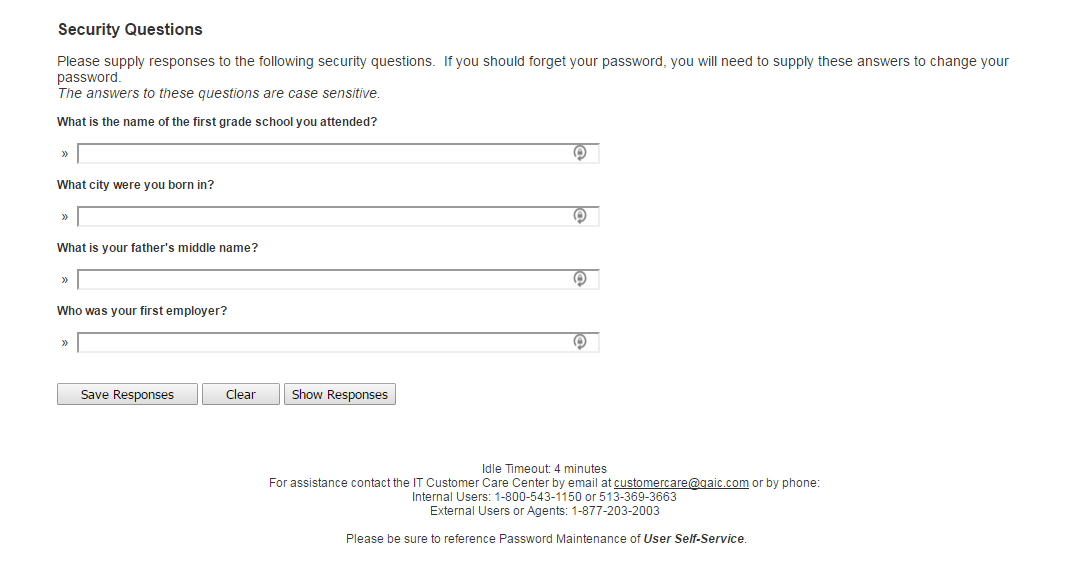 Security Questions
Please supply responses to the following security questions.  If you should forget your password, you will need to supply these answers to change your
password.
The answers to these questions are case sensitive.
What is the name of the first grade school you attended?
»
What city were you born in?
»
What is your father's middle name?
»
Who was your first employer?
»
Save Responses Clear Show Responses
Idle Timeout: 4 minutes
For assistance contact the IT Customer Care Center by email at customercare@gaic.com or by phone:
Internal Users: 1-800-543-1150 or 513-369-3663
External Users or Agents: 1-877-203-2003
Please be sure to reference Password Maintenance of User Self-Service.